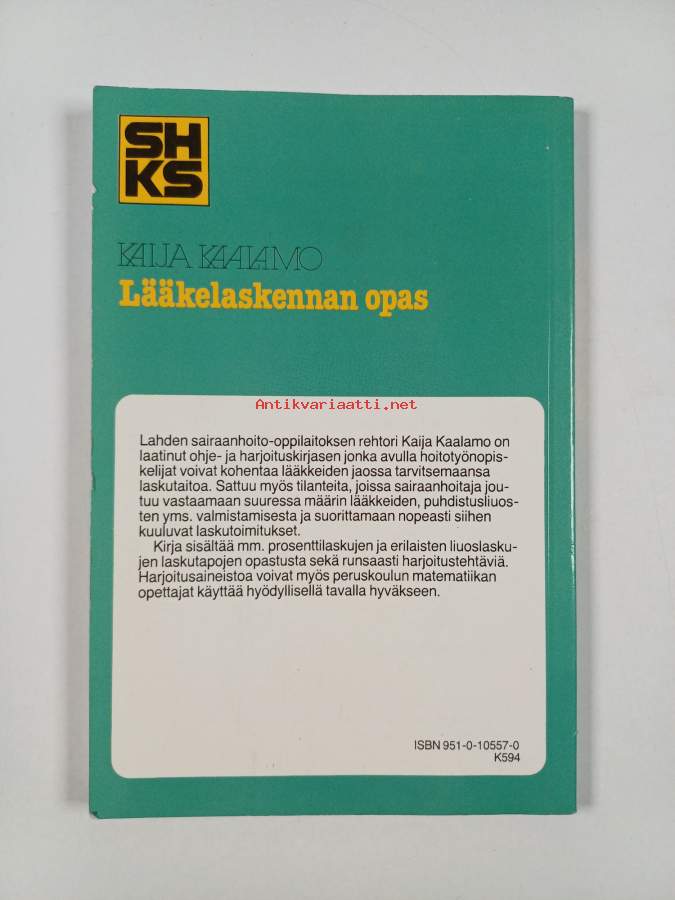 SH
KS
KAIJA KAALAMO
Lääkelaskennan opas
Antikvariaatti.net
Lahden sairaanhoito-oppilaitoksen rehtori Kaija Kaalamo on
laatinut ohje- ja harjoituskirjasen jonka avulla hoitotyönopis-
kelijat voivat kohentaa lääkkeiden jaossa tarvitsemaansa
laskutaitoa. Sattuu myös tilanteita, joissa sairaanhoitaja jou-
tuu vastaamaan suuressa määrin lääkkeiden, puhdistusliuos-
ten yms. valmistamisesta ja suorittamaan nopeasti siihen
kuuluvat laskutoimitukset.
Kirja sisältää mm. prosenttilaskujen ja erilaisten liuoslasku-
jen laskutapojen opastusta sekä runsaasti harjoitustehtäviä.
Harjoitusaineistoa voivat myös peruskoulun matematiikan
opettajat käyttää hyödyllisellä tavalla hyväkseen.
ISBN 951-0-10557-0
K594